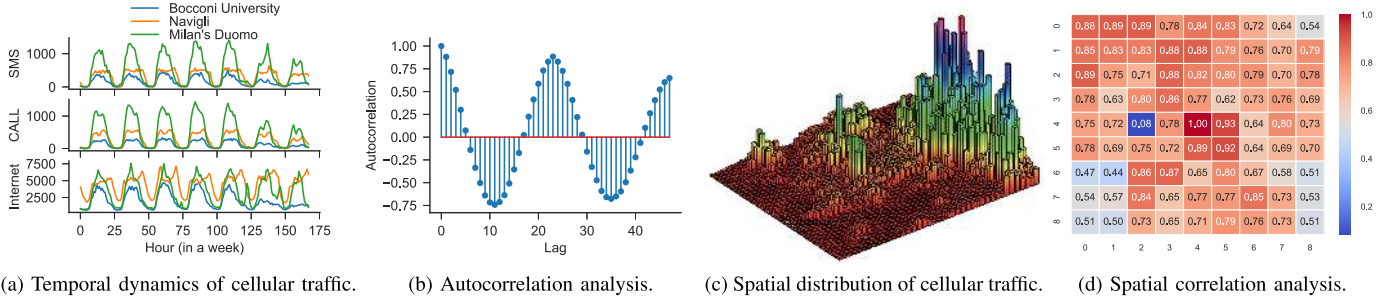 Bocconi University
Navigli
Milan's Duomo
SMS
1000
0
CALL
1000
0
Internet
7500
5000
2500
0 25 50 75 100 125 150 175
Hour (in a week)
(a) Temporal dynamics of cellular traffic.
Autocorrelation
1.00
0.75
0.50
0.25
0.00
−0.25
−0.50
−0.75
0 10 20 30 40
Lag
(b) Autocorrelation analysis.
(c) Spatial distribution of cellular traffic.
0 0.88 0.89 0.89 0.78 0.84 0.84 0.83 0.72 0.64 0.54
1 0.85 0.83 0.83 0.88 0.88 0.79 0.76 0.70 0.79
2 0.89 0.75 0.71 0.88 0.82 0.80 0.79 0.70 0.78
3 0.78 0.63 0.80 0.86 0.77 0.62 0.73 0.76 0.69
4 0.75 0.72 0.08 0.78 1.00 0.93 0.64 0.80 0.73
5 0.78 0.69 0.75 0.72 0.89 0.92 0.64 0.69 0.70
6 0.47 0.44 0.86 0.87 0.65 0.80 0.67 0.58 0.51
7 0.54 0.57 0.84 0.65 0.77 0.77 0.85 0.73 0.53
8 0.51 0.50 0.73 0.65 0.71 0.79 0.76 0.73 0.51
0 1 2 3 4 5 6 7 8
1.0
0.8
0.6
0.4
0.2
(d) Spatial correlation analysis.